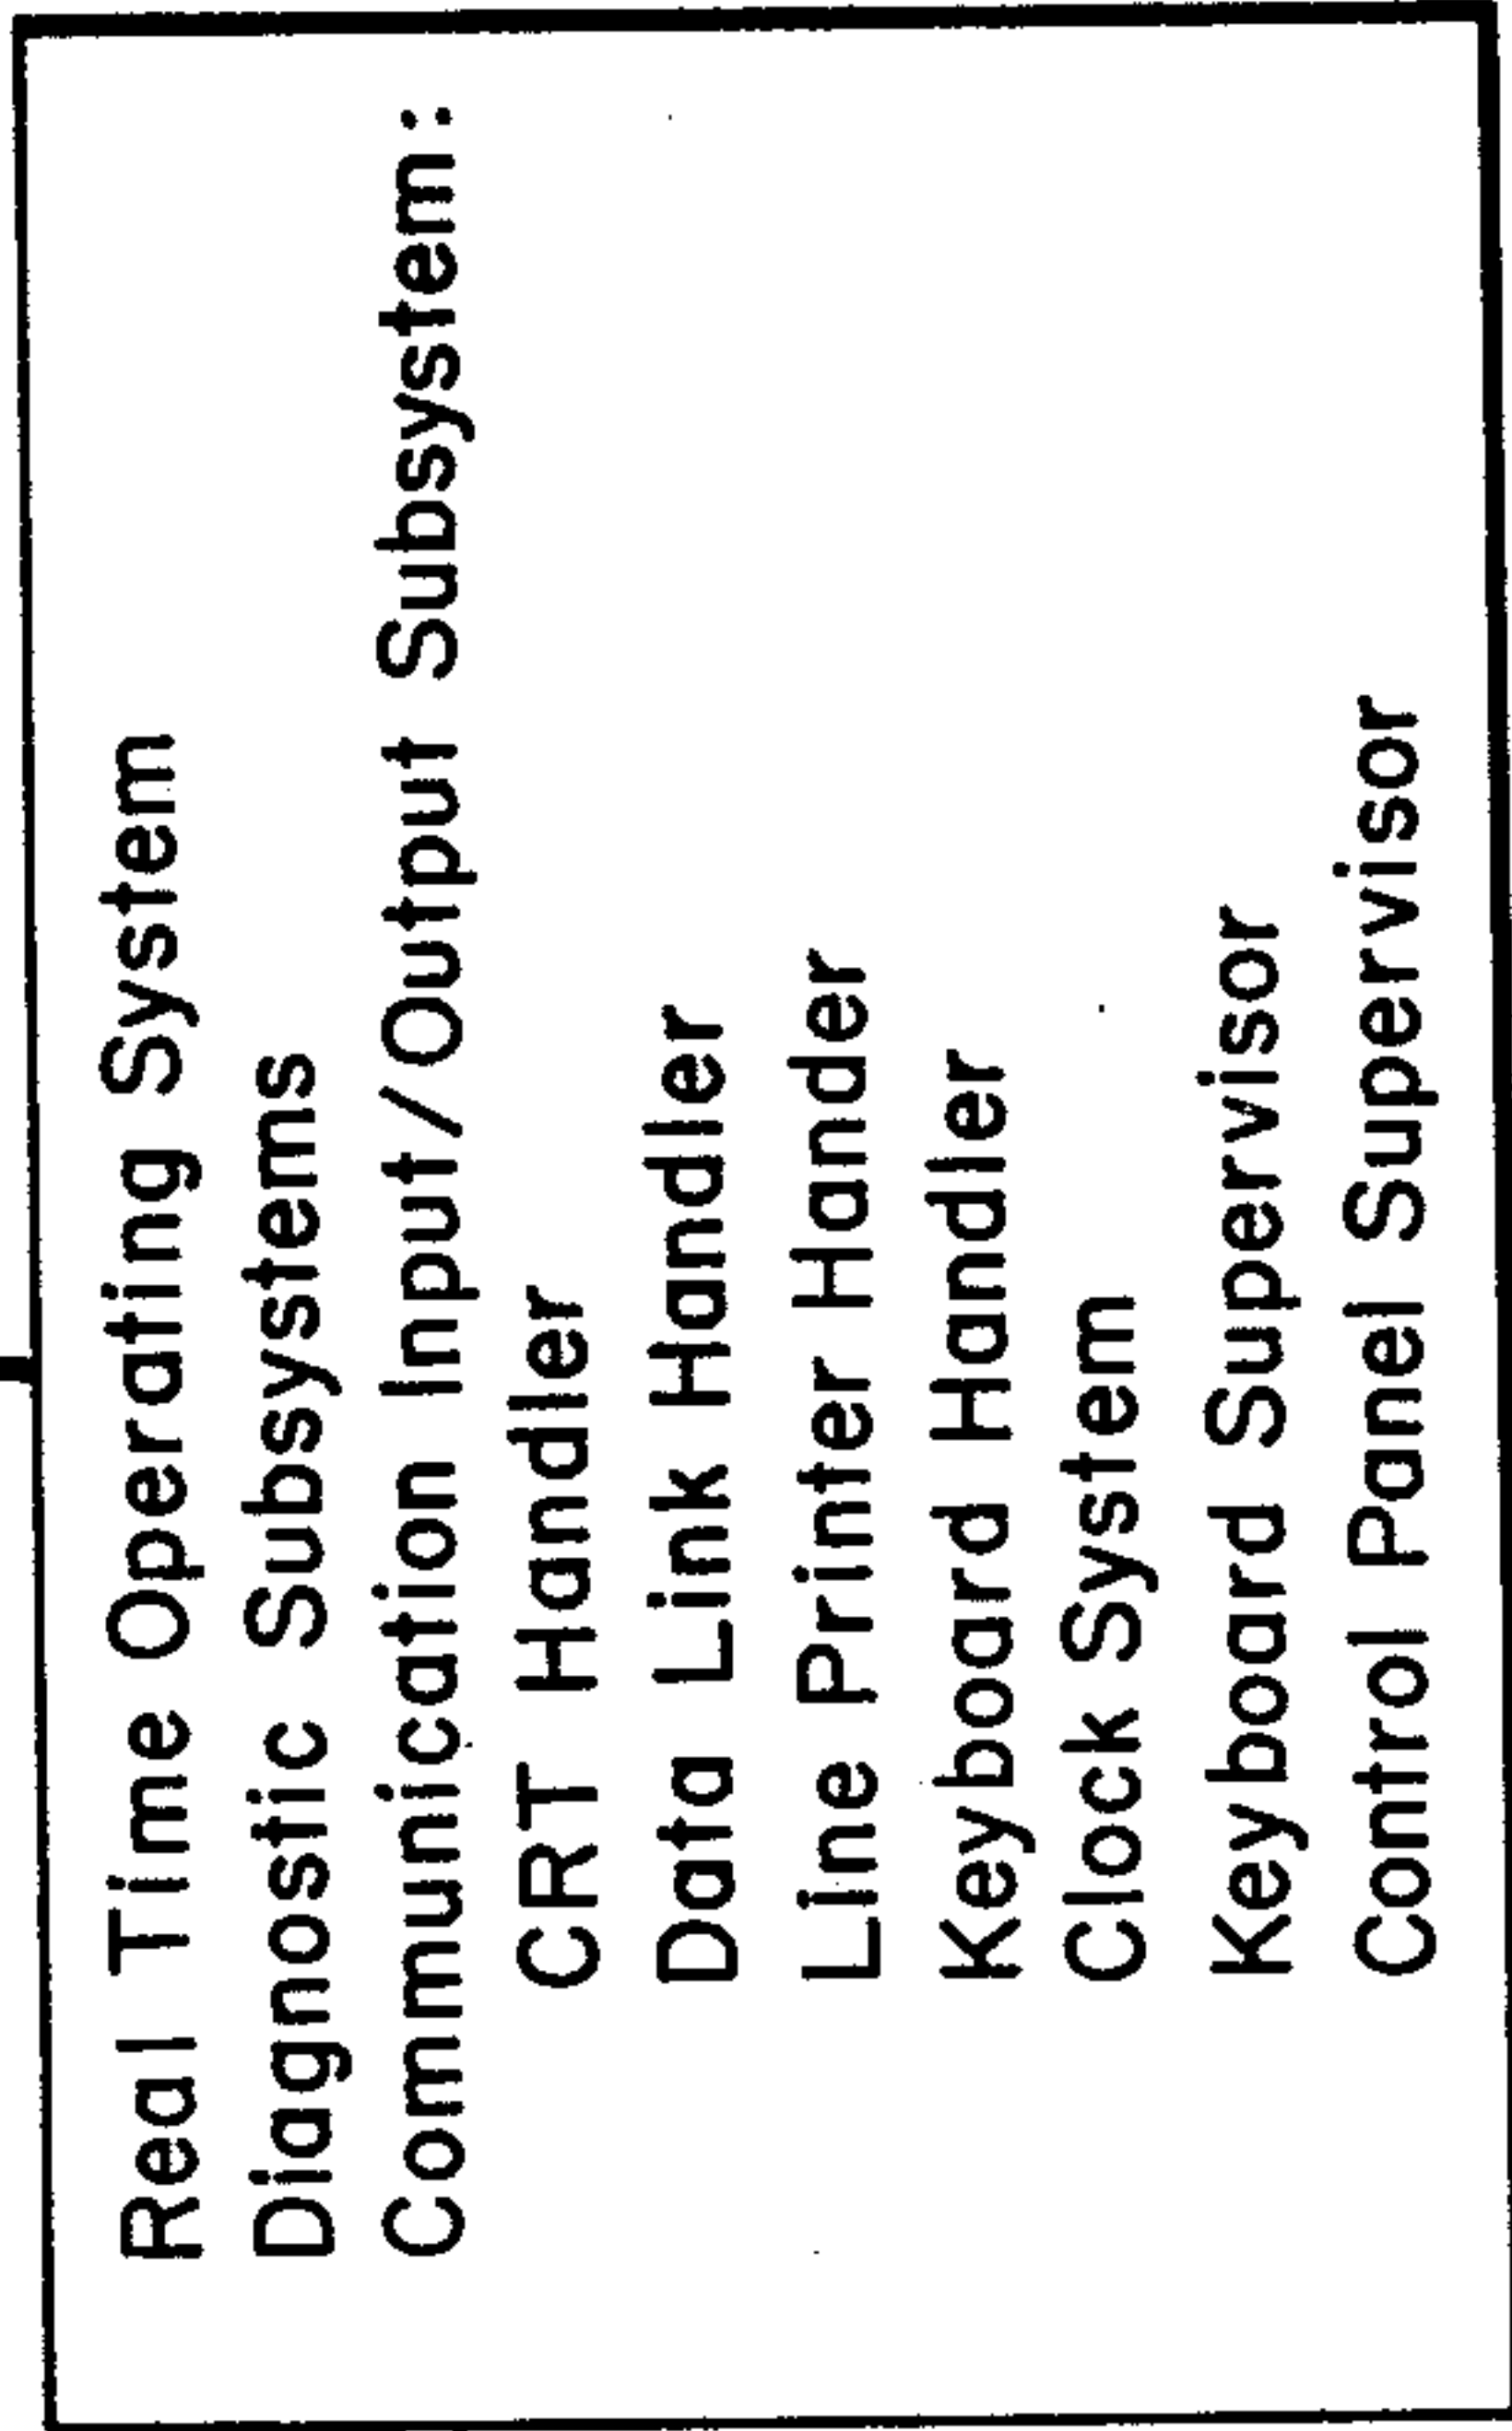 Real Time Operating System
Diagnostic Subsystems
Communication Input/Output Subsystem:
CRT Handler
Data Link Handler
Line Printer Hander
Keyboard Handler
Clock System
Keyboard Supervisor
Control Panel Supervisor